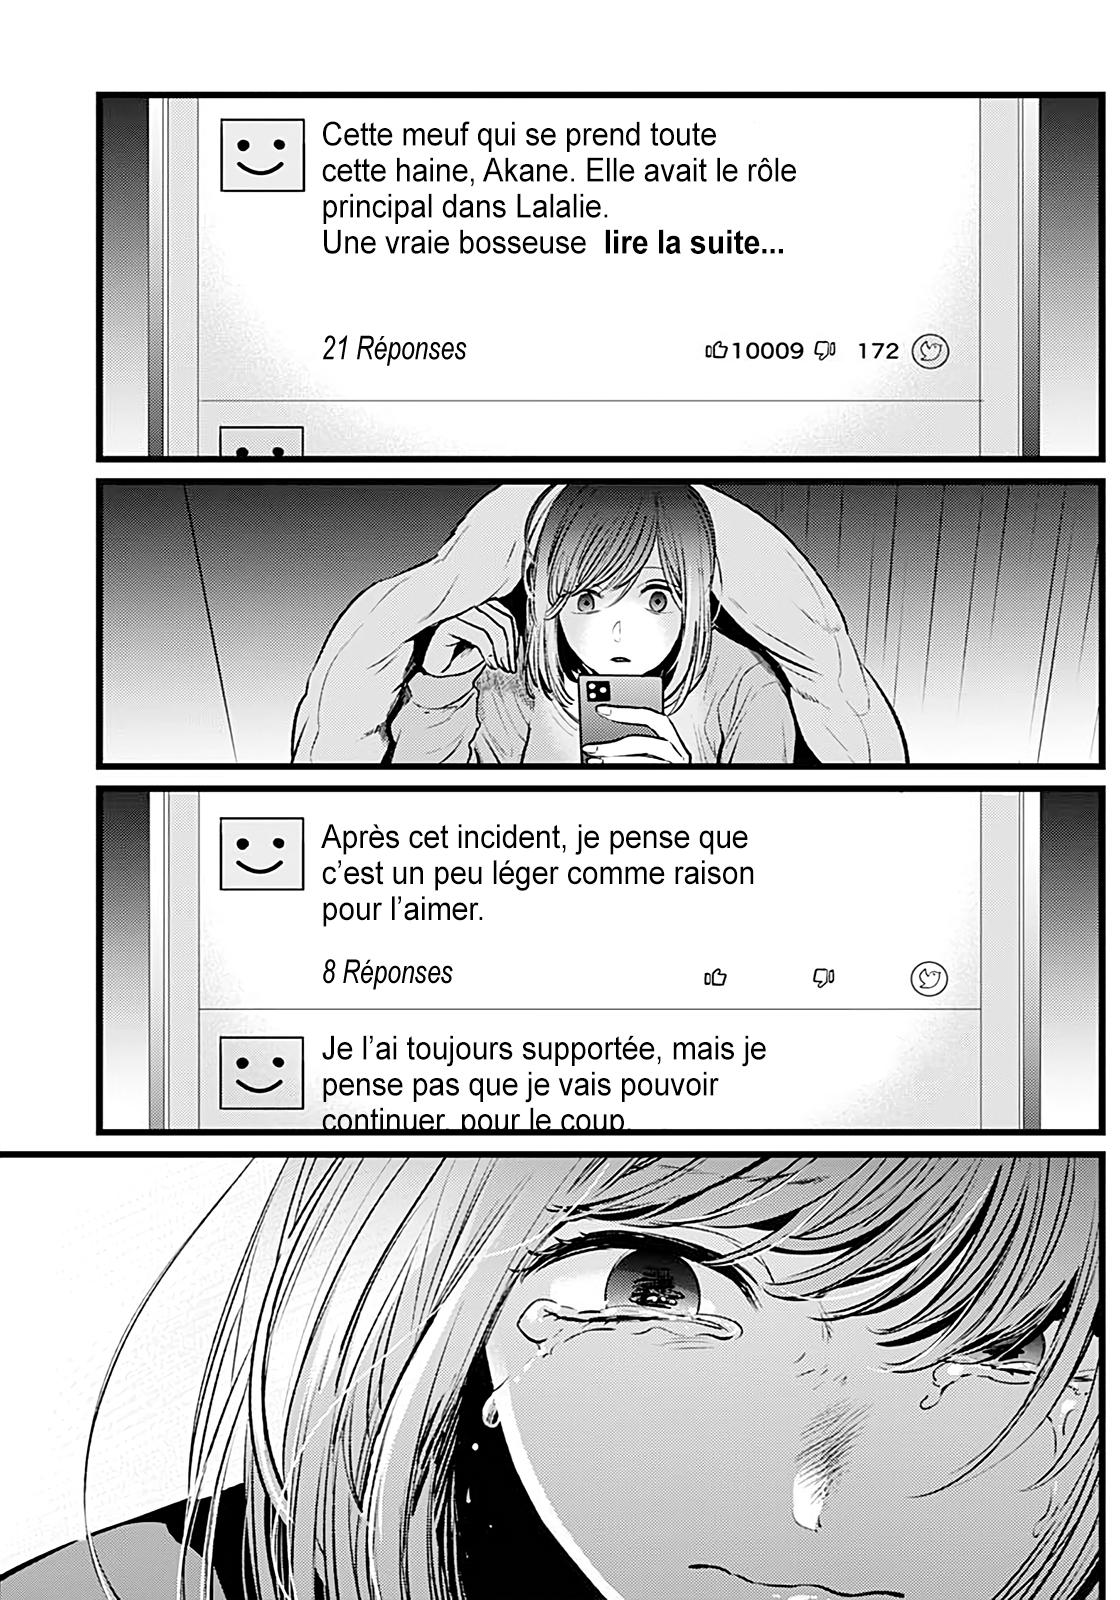 Cette meuf qui se prend toute
cette haine, Akane. Elle avait le rôle
principal dans Lalalie.
Une vraie bosseuse lire la suite...
21 Réponses 10009 172
Après cet incident, je pense que
c’est un peu léger comme raison
pour l’aimer.
8 Réponses
Je l’ai toujours supportée, mais je
pense pas que je vais pouvoir
continuer, pour le coup.